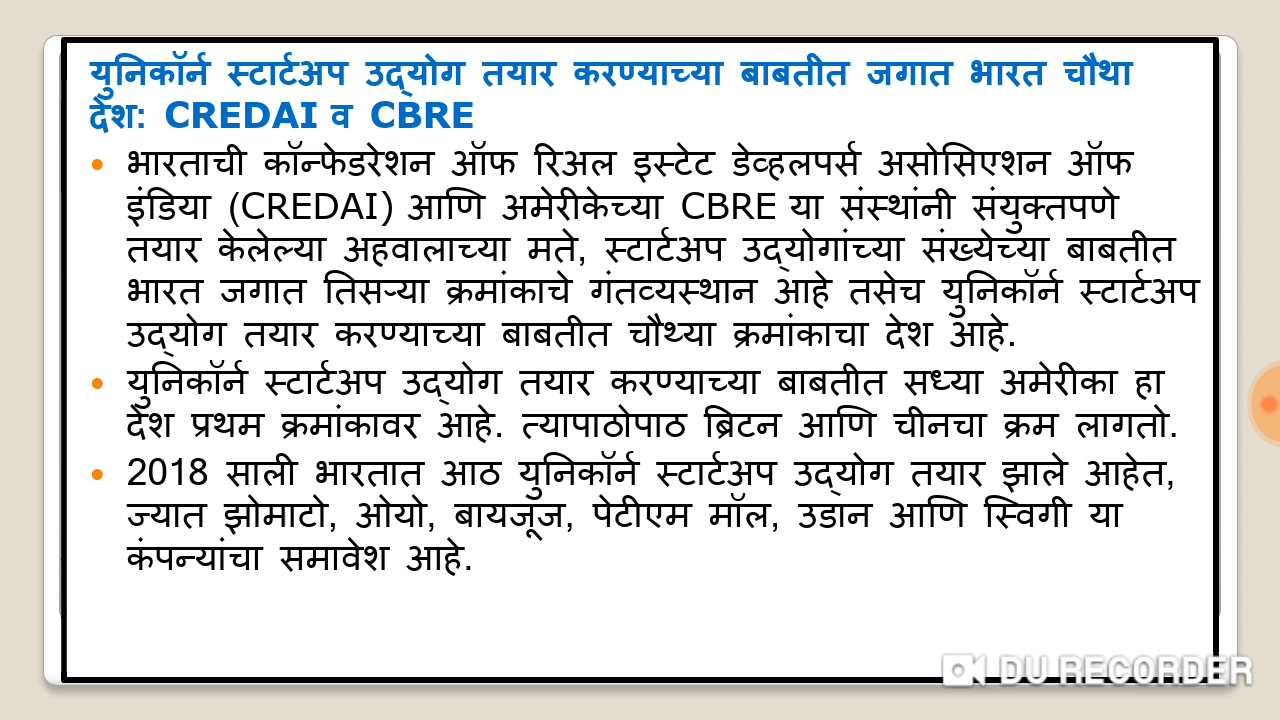 युनिकॉर्न स्टार्टअप उद्‌योग तयार करण्याच्या बाबतीत जगात भारत चौथा
देश: CREDAI व CBRE
• भारताची कॉन्फेडरेशन ऑफ रिअल इस्टेट डेव्हलपर्स असोसिएशन ऑफ
इंडिया (CREDAI) आणि अमेरीकेच्या CBRE या संस्थांनी संयुक्तपणे
तयार केलेल्या अहवालाच्या मते, स्टार्टअप उद्‌योगांच्या संख्येच्या बाबतीत
भारत जगात तिसऱ्या क्रमांकाचे गंतव्यस्थान आहे तसेच युनिकॉर्न स्टार्टअप
उद्‌योग तयार करण्याच्या बाबतीत चौथ्या क्रमांकाचा देश आहे.
• युनिकॉर्न स्टार्टअप उद्‌योग तयार करण्याच्या बाबतीत सध्या अमेरीका हा
देश प्रथम क्रमांकावर आहे. त्यापाठोपाठ ब्रिटन आणि चीनचा क्रम लागतो.
• 2018 साली भारतात आठ युनिकॉर्न स्टार्टअप उद्‌योग तयार झाले आहेत,
ज्यात झोमाटो, ओयो, बायजूज, पेटीएम मॉल, उडान आणि स्विगी या
कंपन्यांचा समावेश आहे.
DU RECORDER